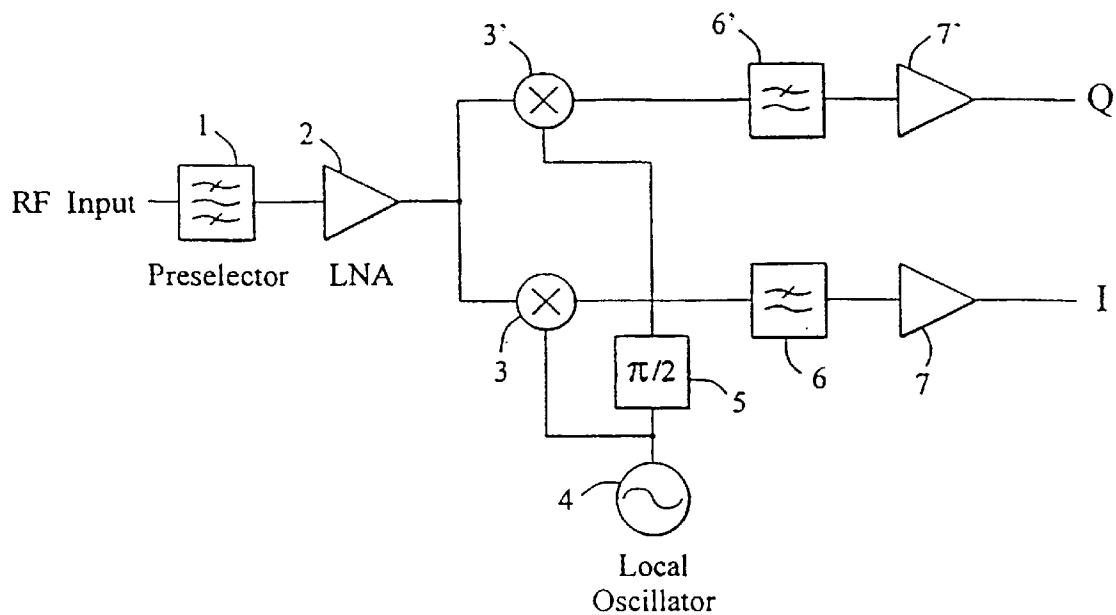 3'
6'
7'
Q
1
2
RF Input
Preselector
LNA
3
π/2
5
6
7
I
4
Local
Oscillator